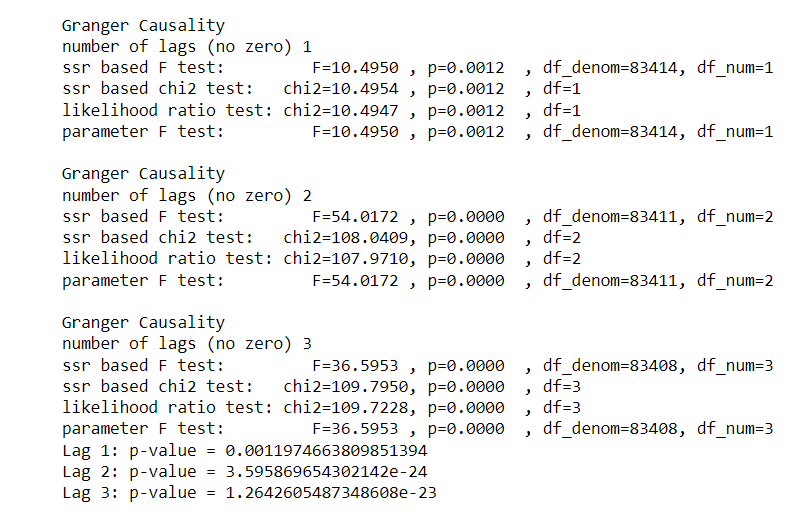 Granger Causality
number of lags (no zero) 1
ssr based F test:         F=10.4950 , p=0.0012  , df_denom=83414, df_num=1
ssr based chi2 test:   chi2=10.4954 , p=0.0012  , df=1
likelihood ratio test: chi2=10.4947 , p=0.0012  , df=1
parameter F test:         F=10.4950 , p=0.0012  , df_denom=83414, df_num=1
Granger Causality
number of lags (no zero) 2
ssr based F test:         F=54.0172 , p=0.0000  , df_denom=83411, df_num=2
ssr based chi2 test:   chi2=108.0409, p=0.0000  , df=2
likelihood ratio test: chi2=107.9710, p=0.0000  , df=2
parameter F test:         F=54.0172 , p=0.0000  , df_denom=83411, df_num=2
Granger Causality
number of lags (no zero) 3
ssr based F test:         F=36.5953 , p=0.0000  , df_denom=83408, df_num=3
ssr based chi2 test:   chi2=109.7950, p=0.0000  , df=3
likelihood ratio test: chi2=109.7228, p=0.0000  , df=3
parameter F test:         F=36.5953 , p=0.0000  , df_denom=83408, df_num=3
Lag 1: p-value = 0.0011974663809851394
Lag 2: p-value = 3.595869654302142e-24
Lag 3: p-value = 1.2642605487348608e-23